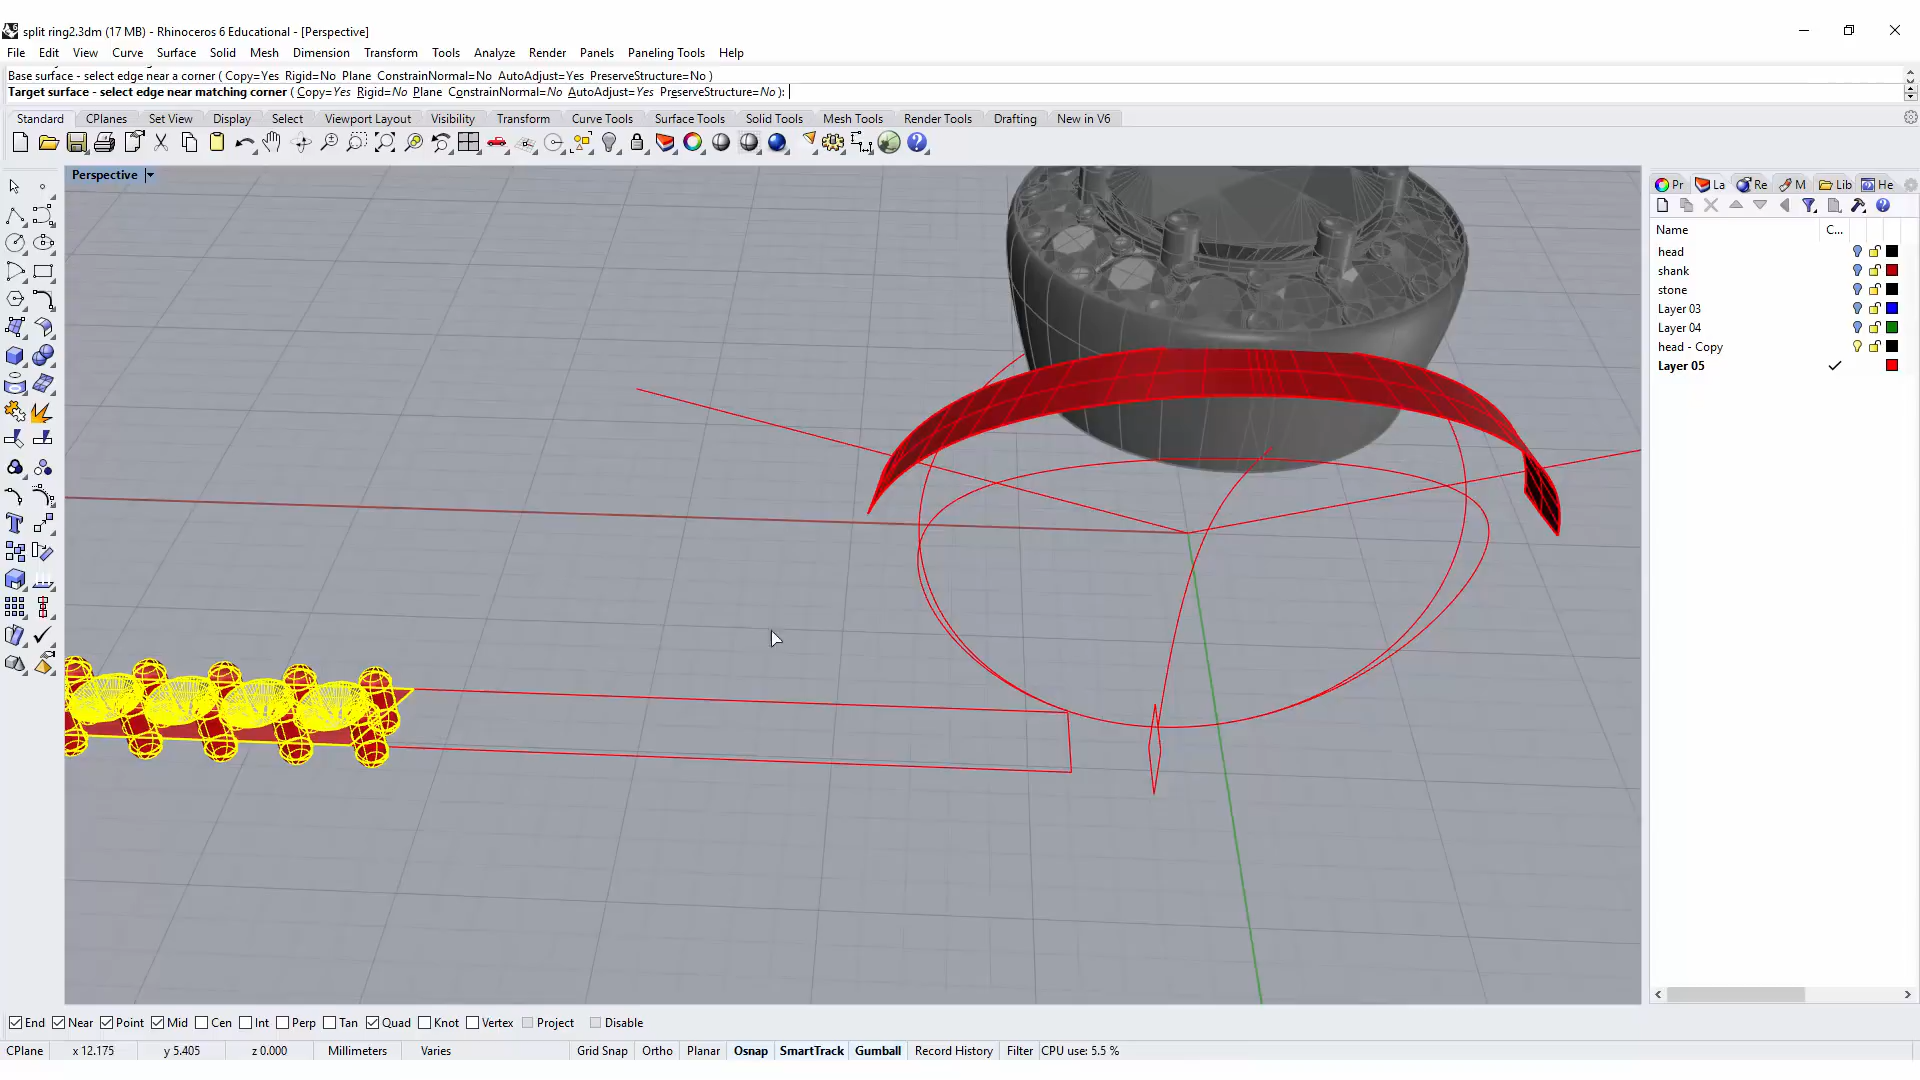 split ring2.3dm (17 MB) - Rhinoceros 6 Educational - [Perspective]
File Edit View Curve Surface Solid Mesh Dimension Transform Tools Analyze Render Panels Paneling Tools Help
Base surface - select edge near a corner ( Copy=Yes Rigid=No Plane ConstrainNormal=No AutoAdjust=Yes PreserveStructure=No )
Target surface - select edge near matching corner ( Copy=Yes Rigid=No Plane ConstrainNormal=No AutoAdjust=Yes PreserveStructure=No ):
Standard CPlanes Set View Display Select Viewport Layout Visibility Transform Curve Tools Surface Tools Solid Tools Mesh Tools Render Tools Drafting New in V6
Perspective
Pr La Re M Lib He
Name C...
head
shank
stone
Layer 03
Layer 04
head - Copy
Layer 05
End Near Point Mid Cen Int Perp Tan Quad Knot Vertex Project Disable
CPlane x 12.175 y 5.405 z 0.000 Millimeters Varies Grid Snap Ortho Planar Osnap SmartTrack Gumball Record History Filter CPU use: 5.5 %